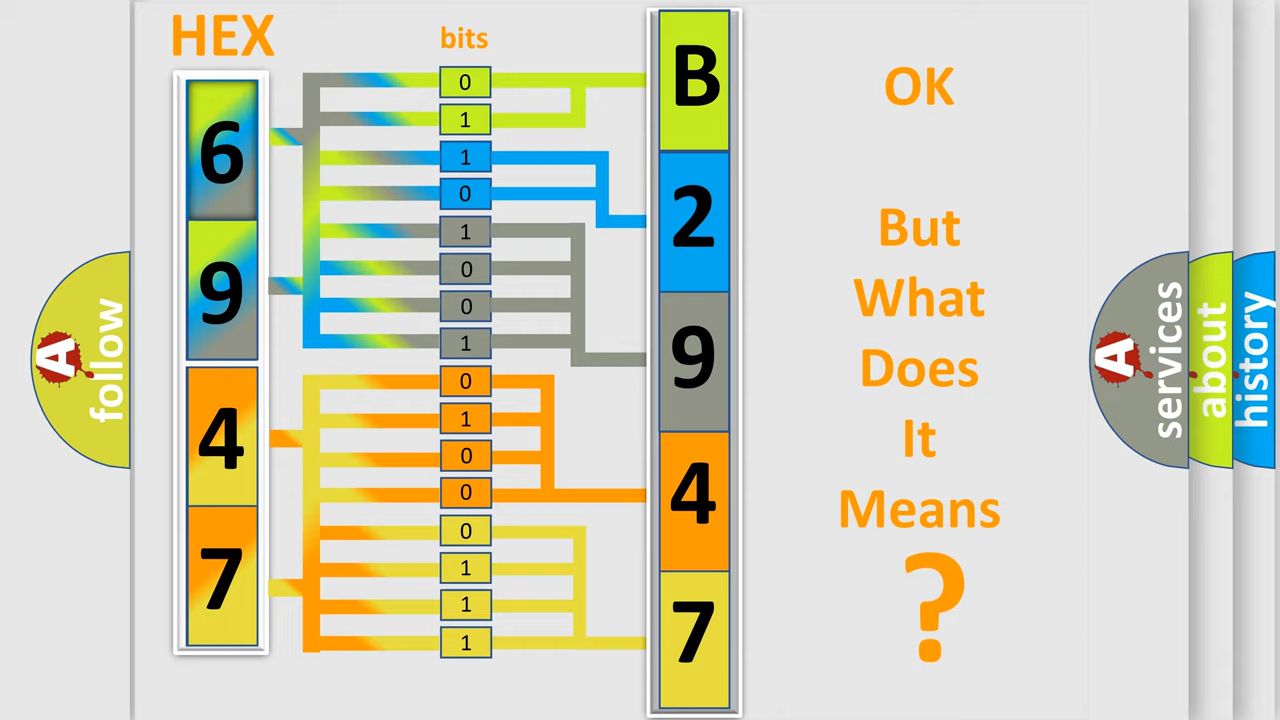 HEX
bits
6
9
4
7
0
1
1
0
1
0
0
1
0
1
0
0
0
1
1
1
B
2
9
4
7
OK
But
What
Does
It
Means
?
A
follow
A
services
about
history